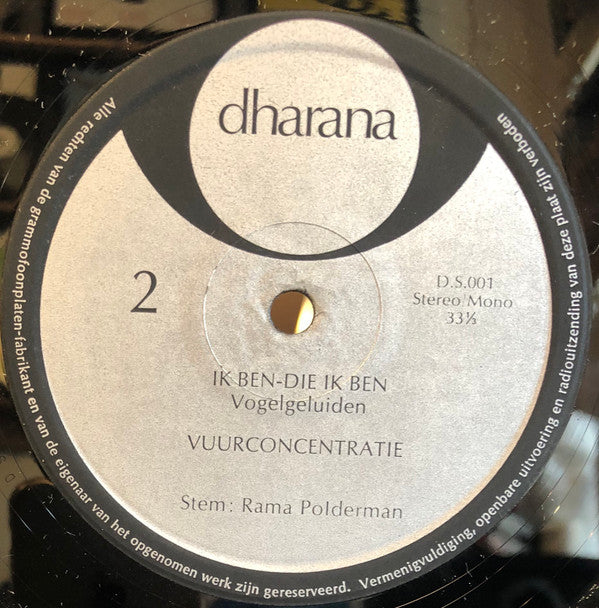 dharana
2
D.S.001
Stereo/Mono
33⅓
IK BEN-DIE IK BEN
Vogelgeluiden
VUURCONCENTRATIE
Stem: Rama Polderman
Alle rechten van de grammofoonplaten-fabrikant en van de eigenaar van het opgenomen werk zijn gereserveerd. Vermenigvuldiging, openbare uitvoering en radiouitzending van deze plaat zijn verboden